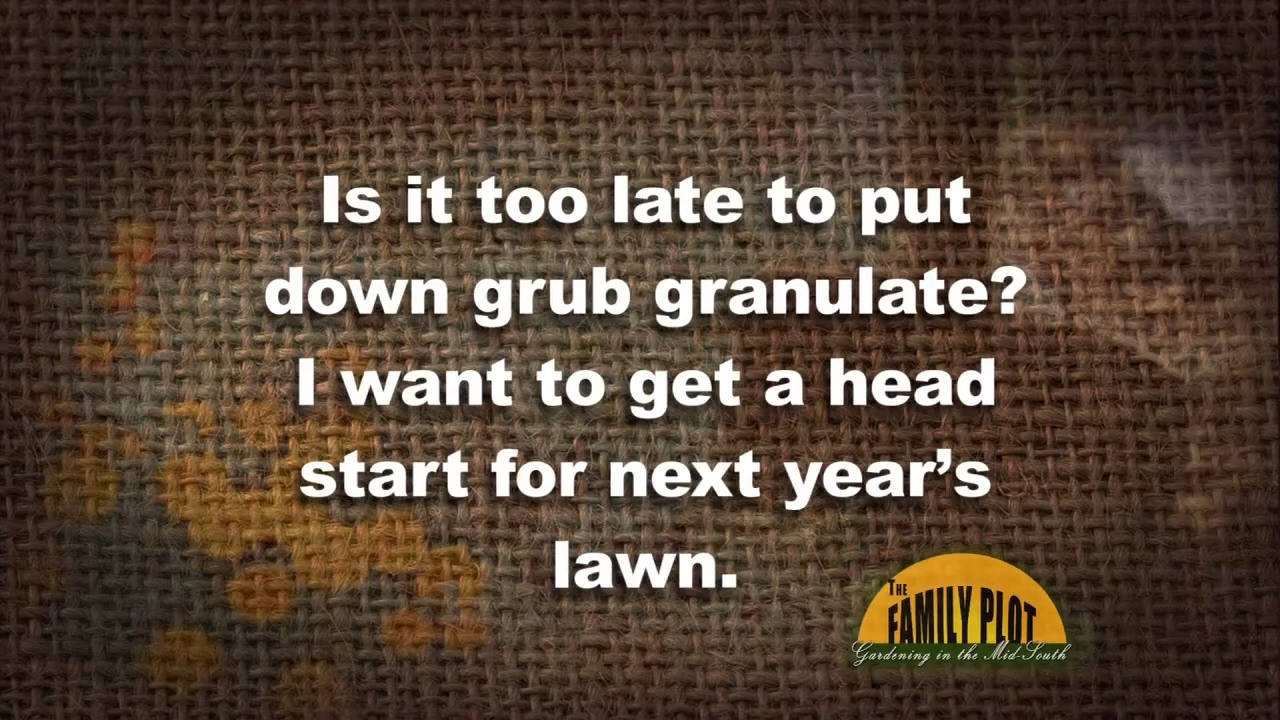 Is it too late to put
down grub granulate?
I want to get a head
start for next year’s
lawn.
THE
FAMILY PLOT
Gardening in the Mid-South